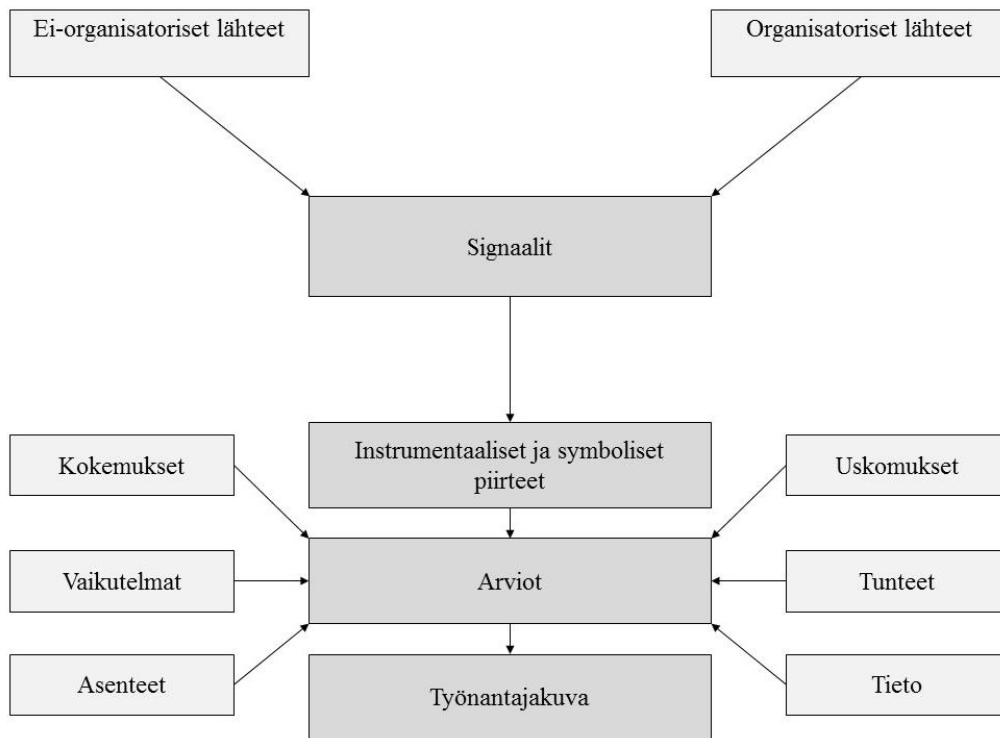 Ei-organisatoriset lähteet
Organisatoriset lähteet
Signaalit
Instrumentaaliset ja symboliset
piirteet
Kokemukset
Uskomukset
Vaikutelmat
Arviot
Tunteet
Asenteet
Työnantajakuva
Tieto